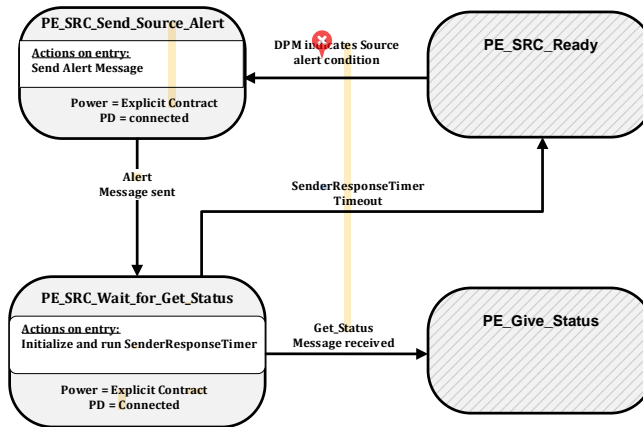 PE_SRC_Send_Source_Alert
Actions on entry:
Send Alert Message
Power = Explicit Contract
PD = connected
DPM indicates Source
alert condition
PE_SRC_Ready
Alert
Message sent
SenderResponseTimer
Timeout
PE_SRC_Wait_for_Get_Status
Actions on entry:
Initialize and run SenderResponseTimer
Power = Explicit Contract
PD = Connected
Get_Status
Message received
PE_Give_Status